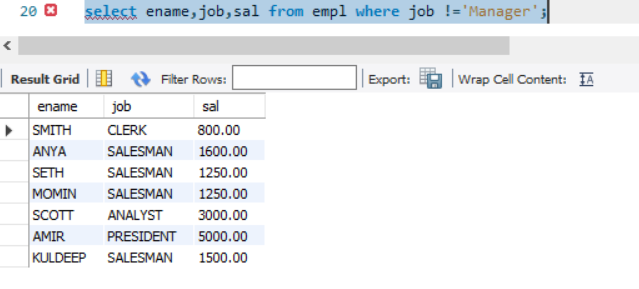 20 select ename,job,sal from empl where job !='Manager';
Result Grid Filter Rows: Export: Wrap Cell Content: IA
ename job sal
SMITH CLERK 800.00
ANYA SALESMAN 1600.00
SETH SALESMAN 1250.00
MOMIN SALESMAN 1250.00
SCOTT ANALYST 3000.00
AMIR PRESIDENT 5000.00
KULDEEP SALESMAN 1500.00